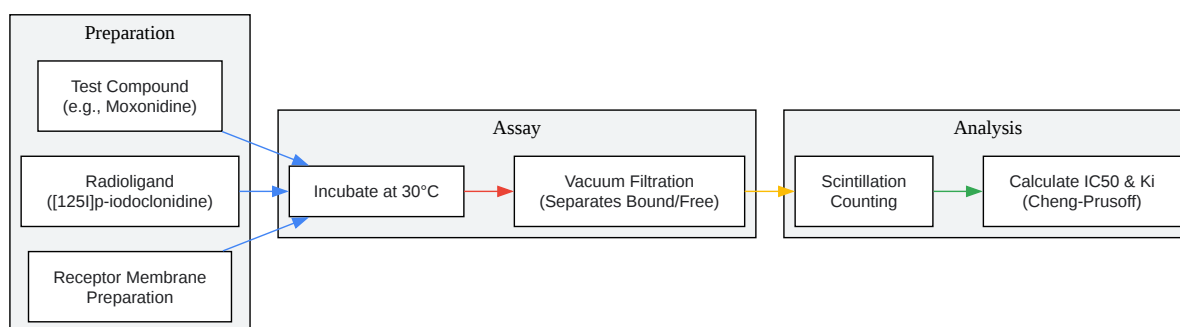 Preparation
Test Compound
(e.g., Moxonidine)
Radioligand
([125I]p-iodoclonidine)
Receptor Membrane
Preparation
Assay
Incubate at 30°C
Vacuum Filtration
(Separates Bound/Free)
Analysis
Scintillation
Counting
Calculate IC50 & Ki
(Cheng-Prusoff)